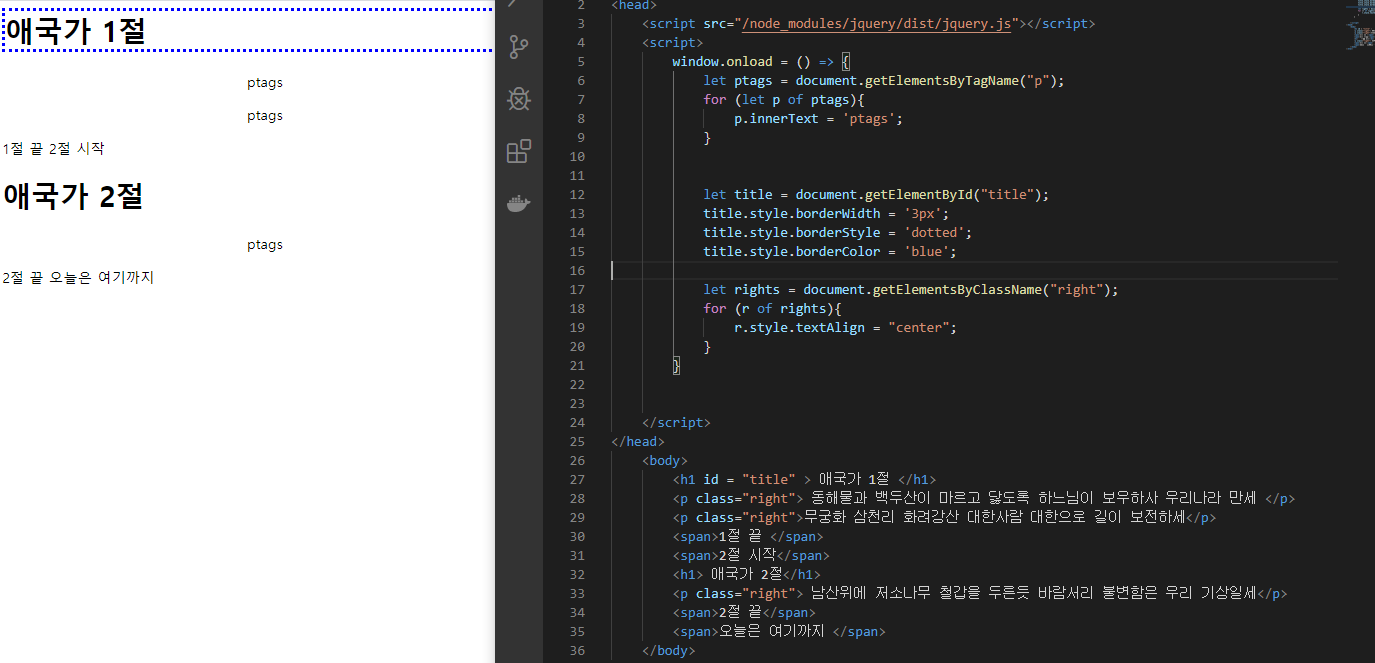 애국가 1절
ptags
ptags
1절 끝 2절 시작
애국가 2절
ptags
2절 끝 오늘은 여기까지
2 <head>
3 <script src="/node_modules/jquery/dist/jquery.js"></script>
4 <script>
5 window.onload = () => {
6 let ptags = document.getElementsByTagName("p");
7 for (let p of ptags){
8 p.innerText = 'ptags';
9 }
10
11
12 let title = document.getElementById("title");
13 title.style.borderWidth = '3px';
14 title.style.borderStyle = 'dotted';
15 title.style.borderColor = 'blue';
16
17 let rights = document.getElementsByClassName("right");
18 for (r of rights){
19 r.style.textAlign = "center";
20 }
21 }
22
23
24 </script>
25 </head>
26 <body>
27 <h1 id = "title" > 애국가 1절 </h1>
28 <p class="right"> 동해물과 백두산이 마르고 닳도록 하느님이 보우하사 우리나라 만세 </p>
29 <p class="right">무궁화 삼천리 화려강산 대한사람 대한으로 길이 보전하세</p>
30 <span>1절 끝 </span>
31 <span>2절 시작</span>
32 <h1> 애국가 2절</h1>
33 <p class="right"> 남산위에 저소나무 철갑을 두른듯 바람서리 불변함은 우리 기상일세</p>
34 <span>2절 끝</span>
35 <span>오늘은 여기까지 </span>
36 </body>